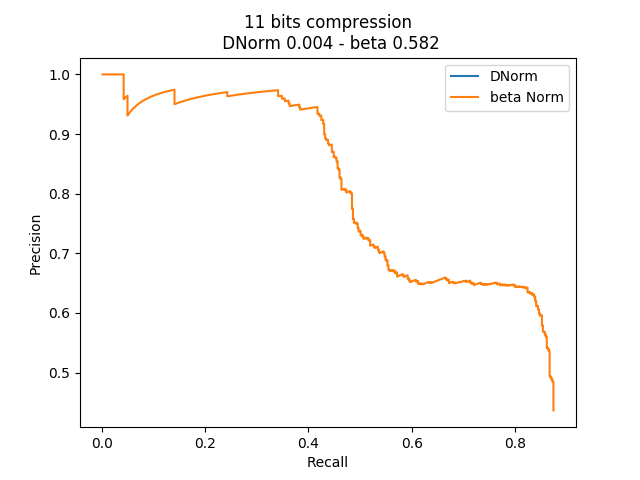 11 bits compression
DNorm 0.004 - beta 0.582
DNorm
beta Norm
Precision
1.0
0.9
0.8
0.7
0.6
0.5
0.0
0.2
0.4
0.6
0.8
Recall